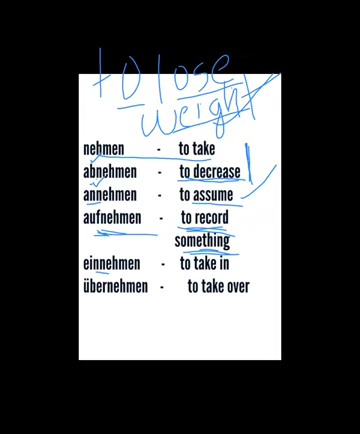 to lose
weight
nehmen - to take
abnehmen - to decrease
annehmen - to assume
aufnehmen - to record
something
einnehmen - to take in
übernehmen - to take over